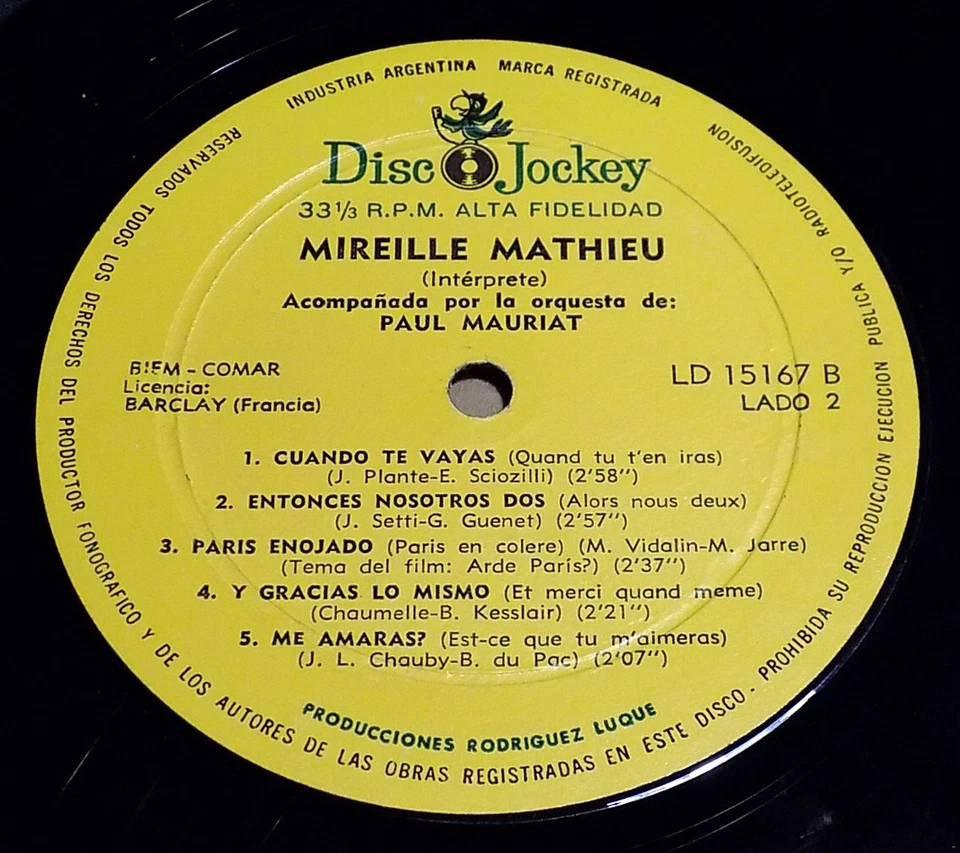 INDUSTRIA ARGENTINA MARCA REGISTRADA
Disc Jockey
33 1/3 R.P.M. ALTA FIDELIDAD
MIREILLE MATHIEU
(Intérprete)
Acompañada por la orquesta de:
PAUL MAURIAT
BIEM - COMAR
Licencia:
BARCLAY (Francia)
LD 15167 B
LADO 2
1. CUANDO TE VAYAS (Quand tu t'en iras)
(J. Plante-E. Sciozilli) (2'58")
2. ENTONCES NOSOTROS DOS (Alors nous deux)
(J. Setti-G. Guenet) (2'57")
3. PARIS ENOJADO (Paris en colere) (M. Vidalin-M. Jarre)
(Tema del film: Arde París?) (2'37")
4. Y GRACIAS LO MISMO (Et merci quand meme)
(Chaumelle-B. Kesslair) (2'21")
5. ME AMARAS? (Est-ce que tu m'aimeras)
(J. L. Chauby-B. du Pac) (2'07")
PRODUCCIONES RODRIGUEZ LUQUE
RESERVADOS TODOS LOS DERECHOS DEL PRODUCTOR FONOGRAFICO Y DE LOS AUTORES DE LAS OBRAS REGISTRADAS EN ESTE DISCO - PROHIBIDA SU REPRODUCCION EJECUCION PUBLICA Y/O RADIOTELEDIFUSION